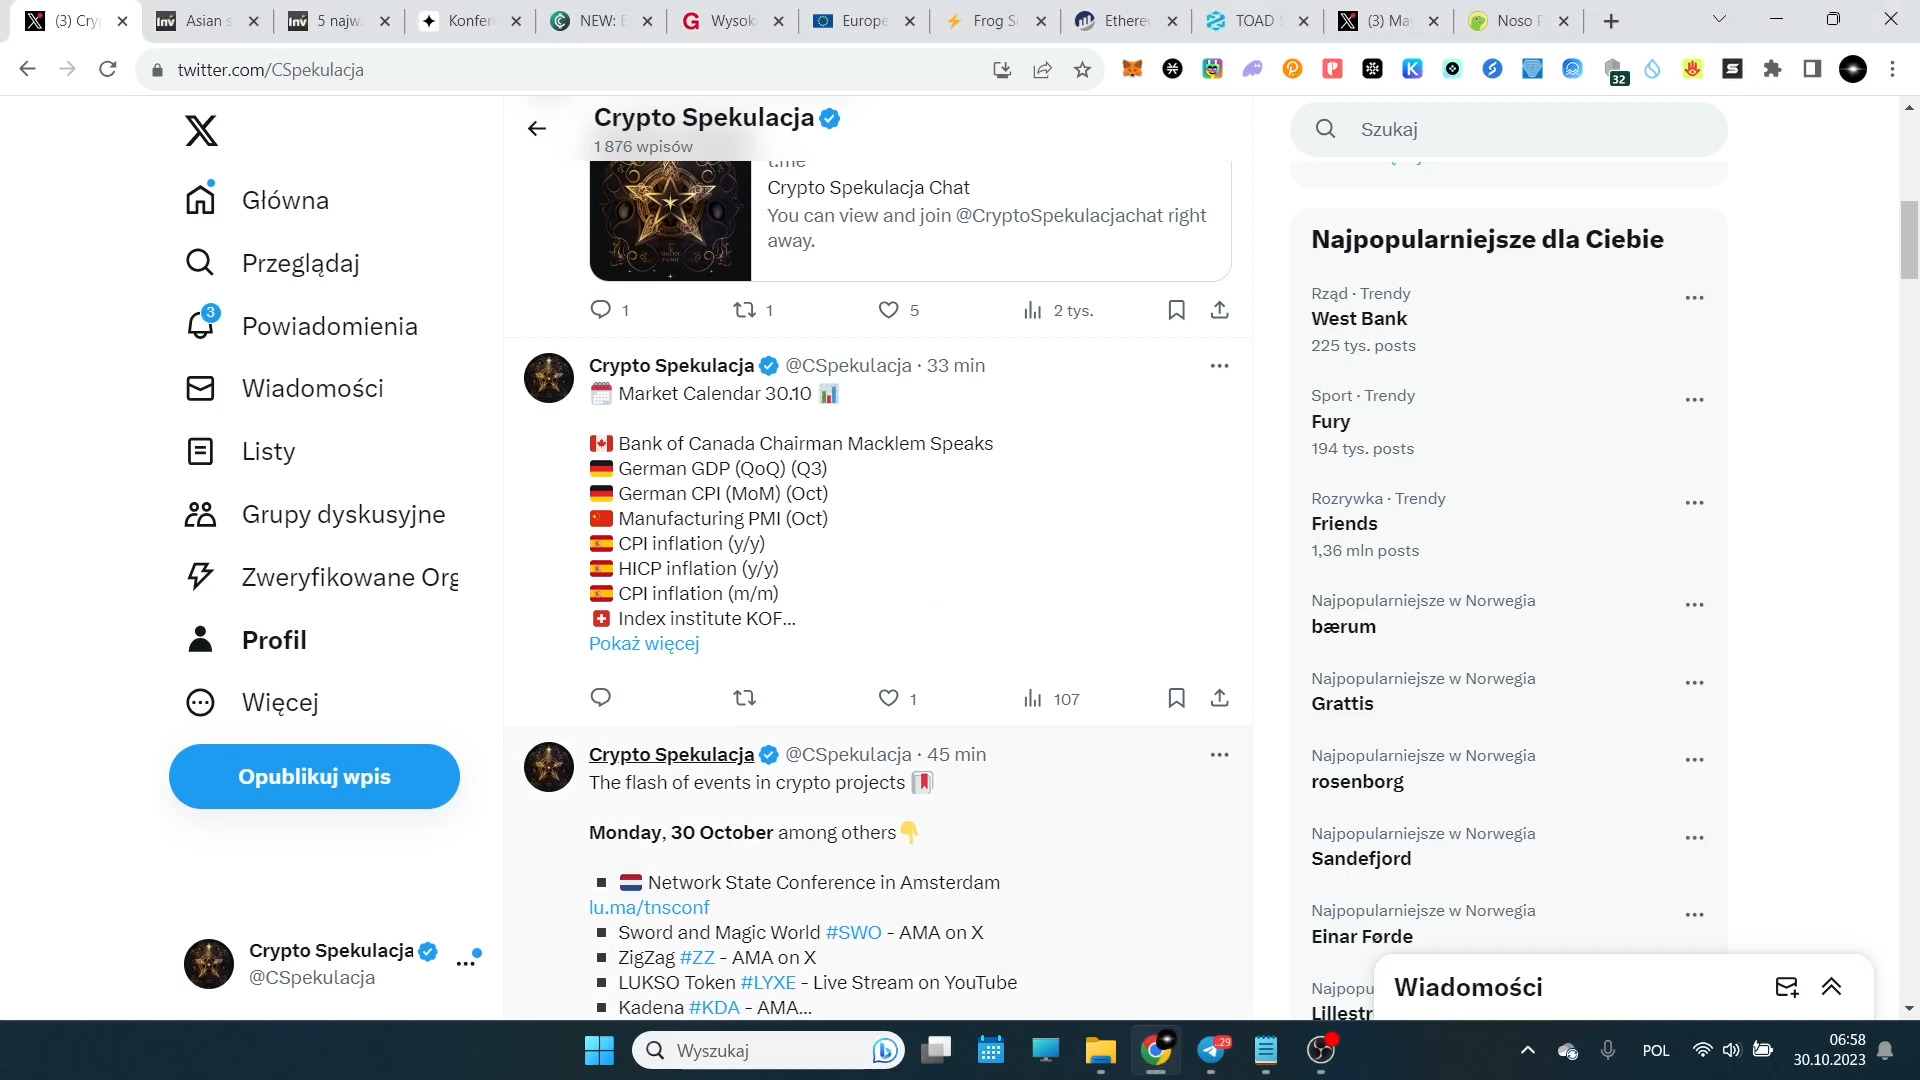 (3) Cry
Asian s
5 najwa
Konfere
NEW: E
Wysok
Europe
Frog S
Ethereu
TOAD
(3) Ma
Noso F
twitter.com/CSpekulacja
32
Główna
Przeglądaj
3
Powiadomienia
Wiadomości
Listy
Grupy dyskusyjne
Zweryfikowane Org
Profil
Więcej
Opublikuj wpis
Crypto Spekulacja
@CSpekulacja
Crypto Spekulacja
1 876 wpisów
t.me
Crypto Spekulacja Chat
You can view and join @CryptoSpekulacjachat right
away.
1 1 5 2 tys.
Crypto Spekulacja @CSpekulacja · 33 min
Market Calendar 30.10
Bank of Canada Chairman Macklem Speaks
German GDP (QoQ) (Q3)
German CPI (MoM) (Oct)
Manufacturing PMI (Oct)
CPI inflation (y/y)
HICP inflation (y/y)
CPI inflation (m/m)
Index institute KOF...
Pokaż więcej
1 107
Crypto Spekulacja @CSpekulacja · 45 min
The flash of events in crypto projects
Monday, 30 October among others
Network State Conference in Amsterdam
lu.ma/tnsconf
Sword and Magic World #SWO - AMA on X
ZigZag #ZZ - AMA on X
LUKSO Token #LYXE - Live Stream on YouTube
Kadena #KDA - AMA...
Szukaj
Najpopularniejsze dla Ciebie
Rząd · Trendy
West Bank
225 tys. posts
Sport · Trendy
Fury
194 tys. posts
Rozrywka · Trendy
Friends
1,36 mln posts
Najpopularniejsze w Norwegia
bærum
Najpopularniejsze w Norwegia
Grattis
Najpopularniejsze w Norwegia
rosenborg
Najpopularniejsze w Norwegia
Sandefjord
Najpopularniejsze w Norwegia
Einar Førde
Najpopu
Lillestr
Wiadomości
Wyszukaj
29
POL
06:58
30.10.2023